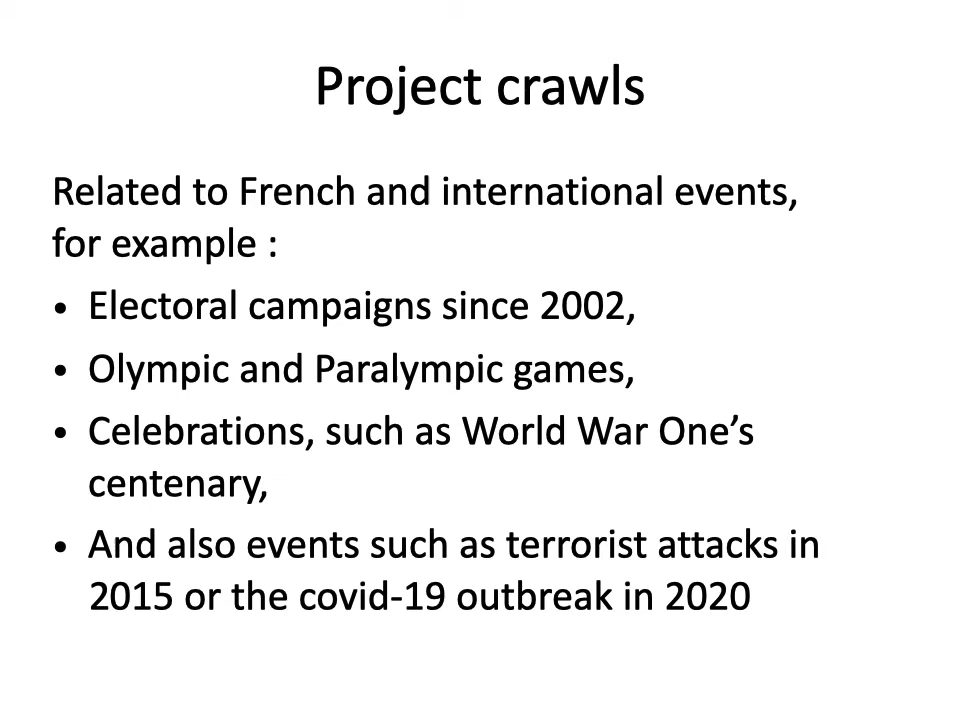 Project crawls
Related to French and international events,
for example :
• Electoral campaigns since 2002,
• Olympic and Paralympic games,
• Celebrations, such as World War One’s
centenary,
• And also events such as terrorist attacks in
2015 or the covid-19 outbreak in 2020